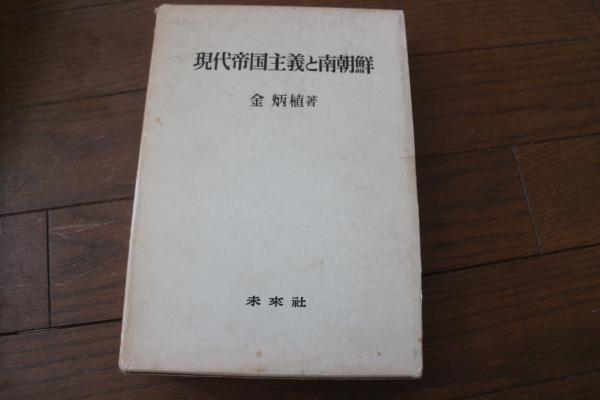 現代帝国主義と南朝鮮
金 炳植著
未來社